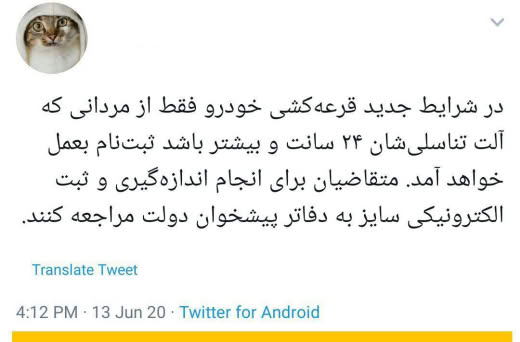 در شرایط جدید قرعه‌کشی خودرو فقط از مردانی که
آلت تناسلی‌شان ۲۴ سانت و بیشتر باشد ثبت‌نام بعمل
خواهد آمد. متقاضیان برای انجام اندازه‌گیری و ثبت
الکترونیکی سایز به دفاتر پیشخوان دولت مراجعه کنند.
Translate Tweet
4:12 PM · 13 Jun 20 · Twitter for Android